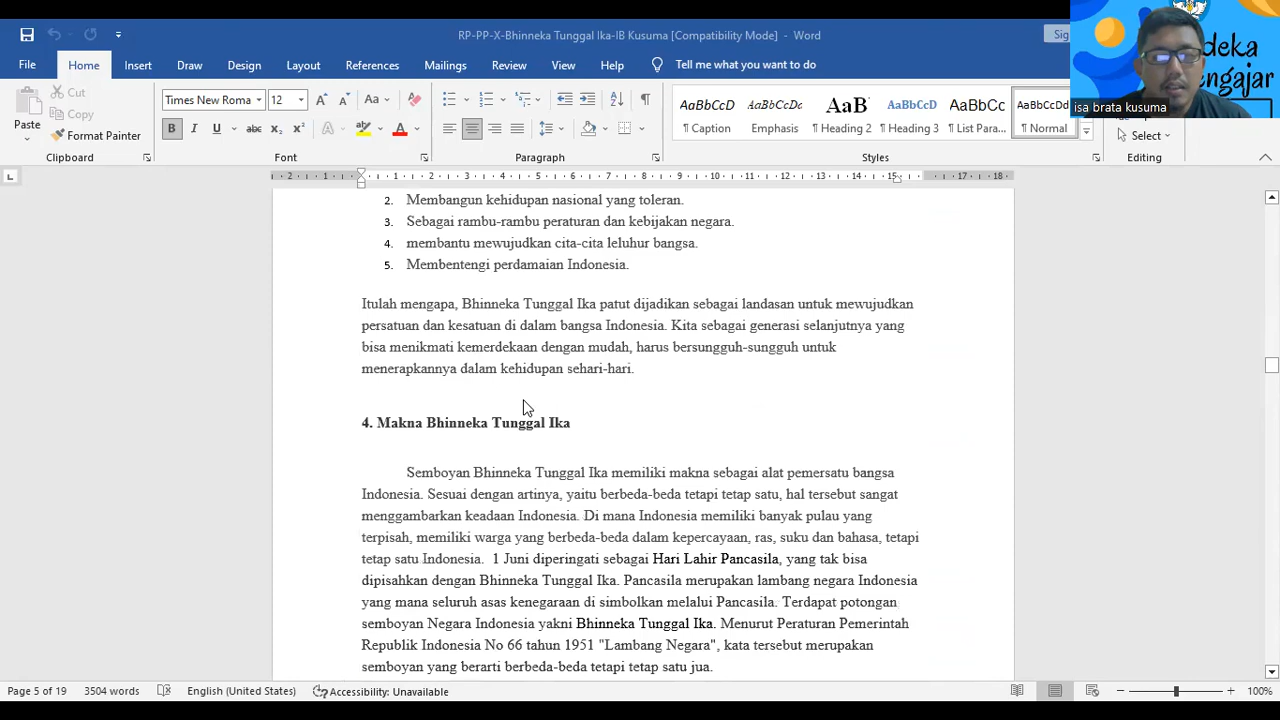 RP-PP-X-Bhinneka Tunggal Ika-IB Kusuma [Compatibility Mode] - Word
File Home Insert Draw Design Layout References Mailings Review View Help Tell me what you want to do
deka
engajar
isa brata kusuma
Paste
Cut
Copy
Format Painter
Clipboard
Times New Roma 12
Font
Paragraph
AaBbCcD AaBbCcDc AaB AaBbCcD AaBbCc AaBbCcDd
¶ Caption Emphasis ¶ Heading 2 ¶ Heading 3 ¶ List Para... ¶ Normal
Styles
Select
Editing
2. Membangun kehidupan nasional yang toleran.
3. Sebagai rambu-rambu peraturan dan kebijakan negara.
4. membantu mewujudkan cita-cita leluhur bangsa.
5. Membentengi perdamaian Indonesia.
Itulah mengapa, Bhinneka Tunggal Ika patut dijadikan sebagai landasan untuk mewujudkan
persatuan dan kesatuan di dalam bangsa Indonesia. Kita sebagai generasi selanjutnya yang
bisa menikmati kemerdekaan dengan mudah, harus bersungguh-sungguh untuk
menerapkannya dalam kehidupan sehari-hari.
4. Makna Bhinneka Tunggal Ika
Semboyan Bhinneka Tunggal Ika memiliki makna sebagai alat pemersatu bangsa
Indonesia. Sesuai dengan artinya, yaitu berbeda-beda tetapi tetap satu, hal tersebut sangat
menggambarkan keadaan Indonesia. Di mana Indonesia memiliki banyak pulau yang
terpisah, memiliki warga yang berbeda-beda dalam kepercayaan, ras, suku dan bahasa, tetapi
tetap satu Indonesia. 1 Juni diperingati sebagai Hari Lahir Pancasila, yang tak bisa
dipisahkan dengan Bhinneka Tunggal Ika. Pancasila merupakan lambang negara Indonesia
yang mana seluruh asas kenegaraan di simbolkan melalui Pancasila. Terdapat potongan
semboyan Negara Indonesia yakni Bhinneka Tunggal Ika. Menurut Peraturan Pemerintah
Republik Indonesia No 66 tahun 1951 "Lambang Negara", kata tersebut merupakan
semboyan yang berarti berbeda-beda tetapi tetap satu jua.
Page 5 of 19 3504 words English (United States) Accessibility: Unavailable 100%